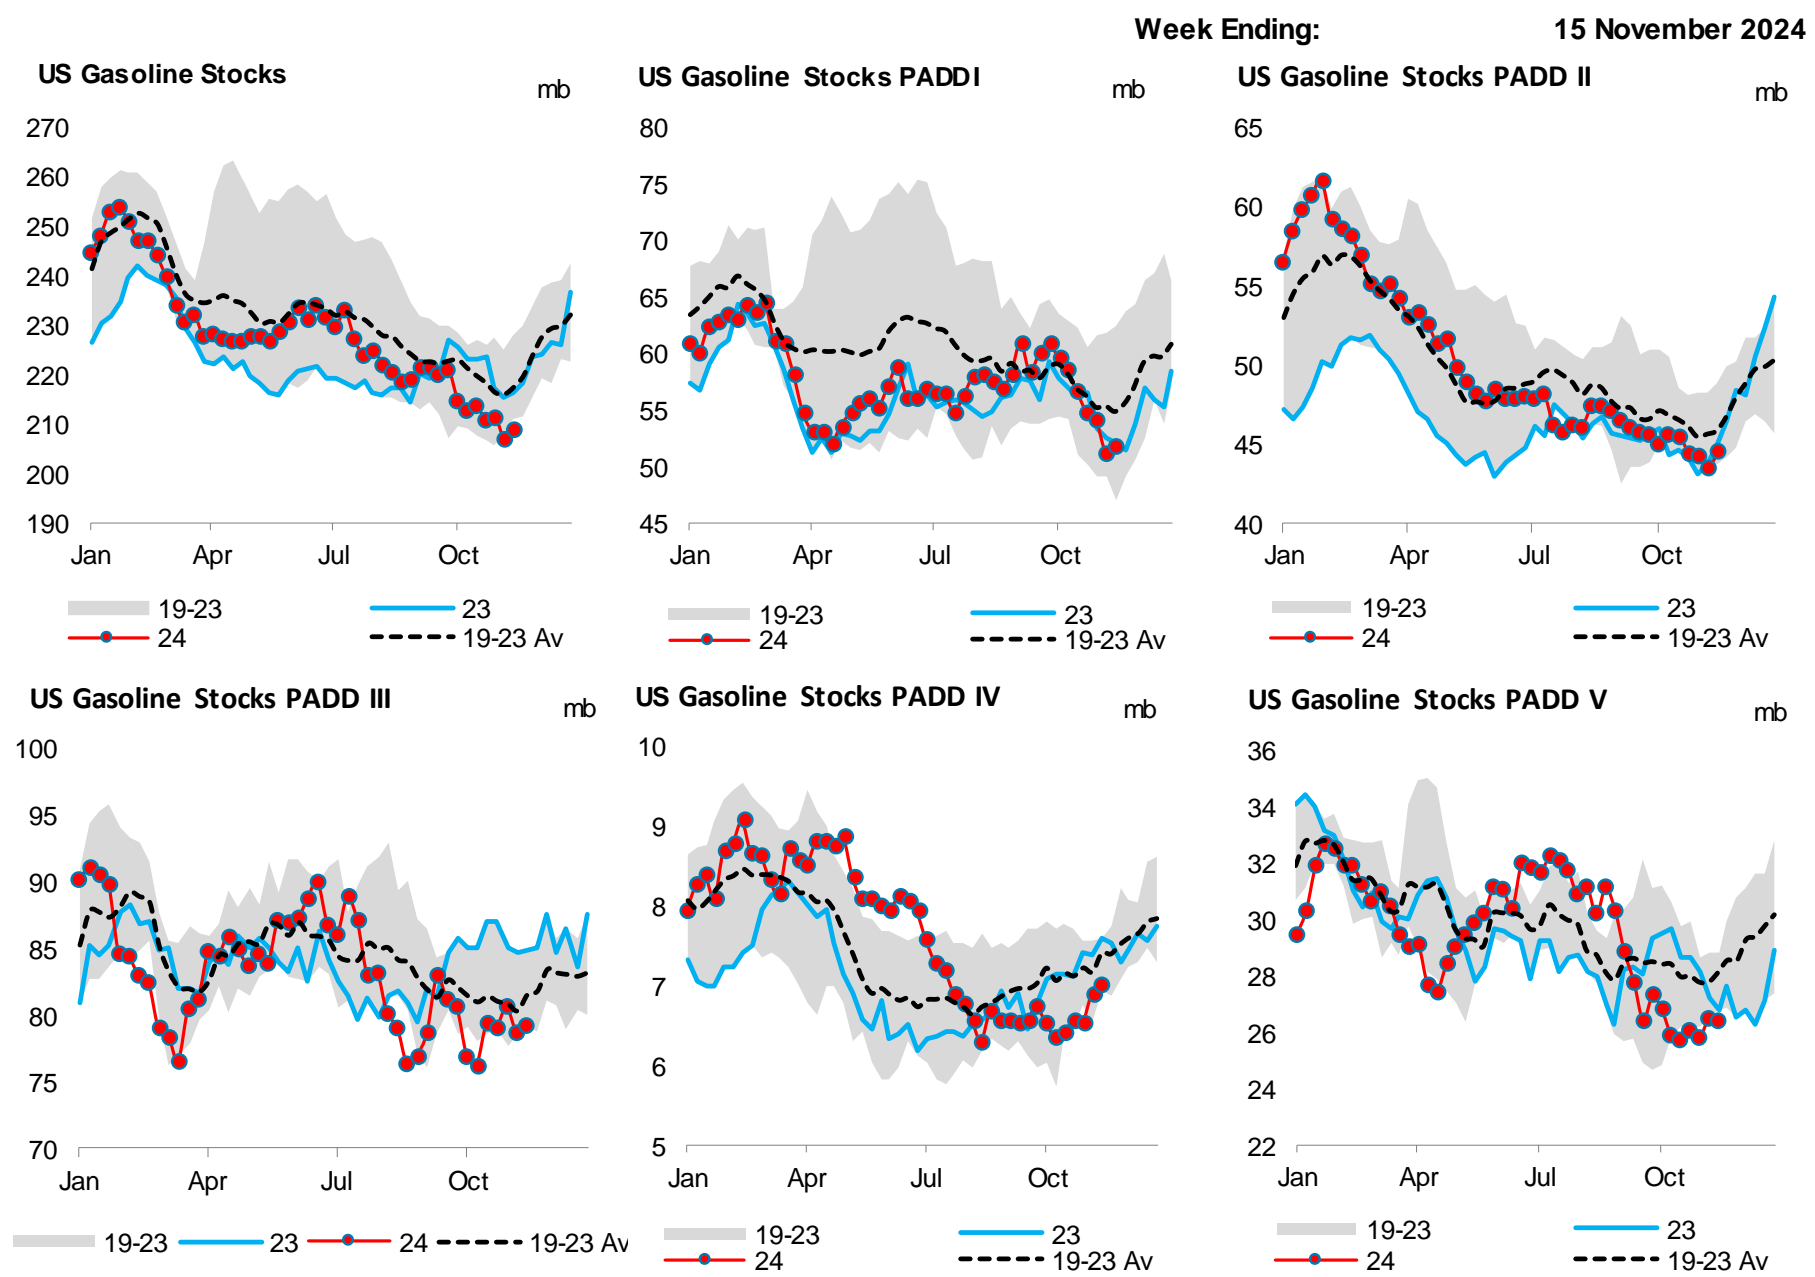 Week Ending: 15 November 2024
US Gasoline Stocks
mb
270
260
250
240
230
220
210
200
190
Jan Apr Jul Oct
19-23 23
24 19-23 Av
US Gasoline Stocks PADD I
mb
80
75
70
65
60
55
50
45
Jan Apr Jul Oct
19-23 23
24 19-23 Av
US Gasoline Stocks PADD II
mb
65
60
55
50
45
40
Jan Apr Jul Oct
19-23 23
24 19-23 Av
US Gasoline Stocks PADD III
mb
100
95
90
85
80
75
70
Jan Apr Jul Oct
19-23 23 24 19-23 Av
US Gasoline Stocks PADD IV
mb
10
9
8
7
6
5
Jan Apr Jul Oct
19-23 23
24 19-23 Av
US Gasoline Stocks PADD V
mb
36
34
32
30
28
26
24
22
Jan Apr Jul Oct
19-23 23
24 19-23 Av